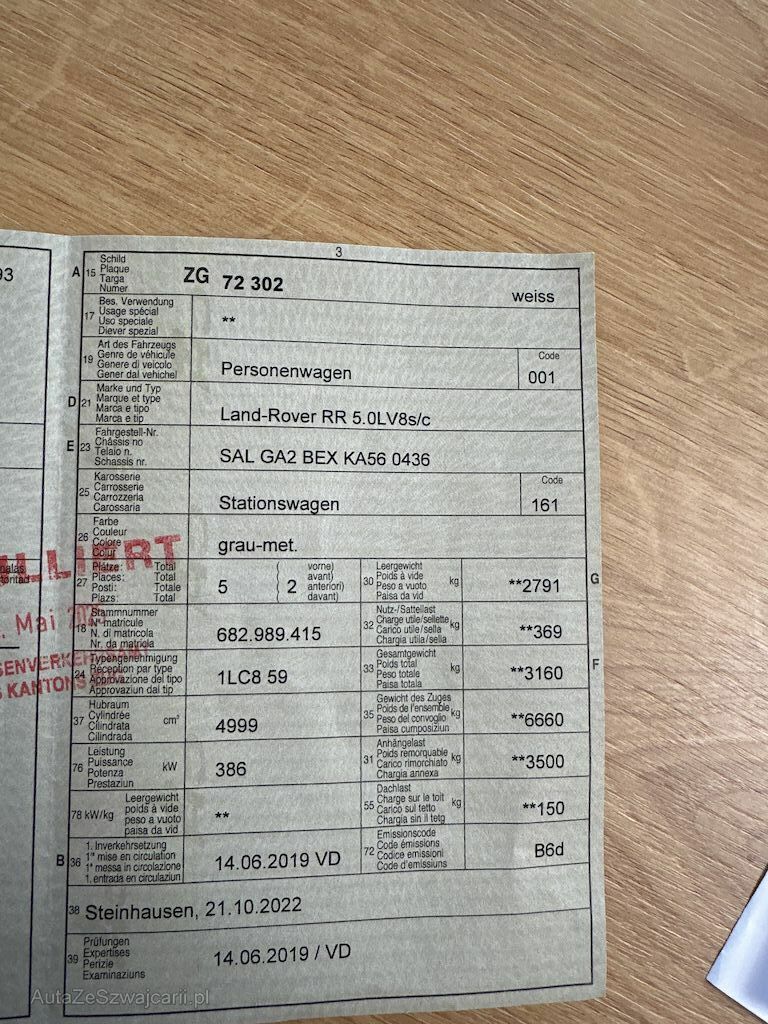 93
3
A 15 Schild
Plaque
Targa
Numer
ZG 72 302
weiss
17 Bes. Verwendung
Usage spécial
Uso speciale
Diever spezial
**
19 Art des Fahrzeugs
Genre de véhicule
Genere di veicolo
Gener dal vehichel
Personenwagen
Code
001
D 21 Marke und Typ
Marque et type
Marca e tipo
Marca e tip
Land-Rover RR 5.0LV8s/c
E 23 Fahrgestell-Nr.
Châssis no
Telaio n.
Schassis nr.
SAL GA2 BEX KA56 0436
25 Karosserie
Carrosserie
Carrozzeria
Carossaria
Stationswagen
Code
161
26 Farbe
Couleur
Colore
Colur
grau-met.
27 Plätze: Total
Places: Total
Posti: Totale
Plazs: Total
5
( 2
vorne)
avant)
anteriori)
davant)
30 Leergewicht
Poids à vide
Peso a vuoto
Paisa da vid
kg
**2791
G
18 Stammnummer
N° matricule
N. di matricola
Nr. da matricla
682.989.415
32 Nutz-/Sattellast
Charge utile/sellette
Carico utile/sella
Chargia utila/sella
kg
**369
24 Typengenehmigung
Réception par type
Approvazione del tipo
Approvaziun dal tip
1LC8 59
33 Gesamtgewicht
Poids total
Peso totale
Paisa totala
kg
**3160
F
37 Hubraum
Cylindrée
Cilindrata
Cilindrada
cm³
4999
35 Gewicht des Zuges
Poids de l'ensemble
Peso del convoglio
Paisa cumposiziun
kg
**6660
76 Leistung
Puissance
Potenza
Prestaziun
kW
386
31 Anhängelast
Poids remorquable
Carico rimorchiato
Chargia annexa
kg
**3500
78 kW/kg
Leergewicht
poids à vide
peso a vuoto
paisa da vid
**
55 Dachlast
Charge sur le toit
Carico sul tetto
Chargia sin il tetg
kg
**150
B 36 1. Inverkehrsetzung
1re mise en circulation
1a messa in circolazione
1. entrada en circulaziun
14.06.2019 VD
72 Emissionscode
Code émissions
Codice emissioni
Code d'emissiuns
B6d
38 Steinhausen, 21.10.2022
39 Prüfungen
Expertises
Perizie
Examinaziuns
14.06.2019 / VD
Mai
KANTONS
AutaZeSzwajcarii.pl